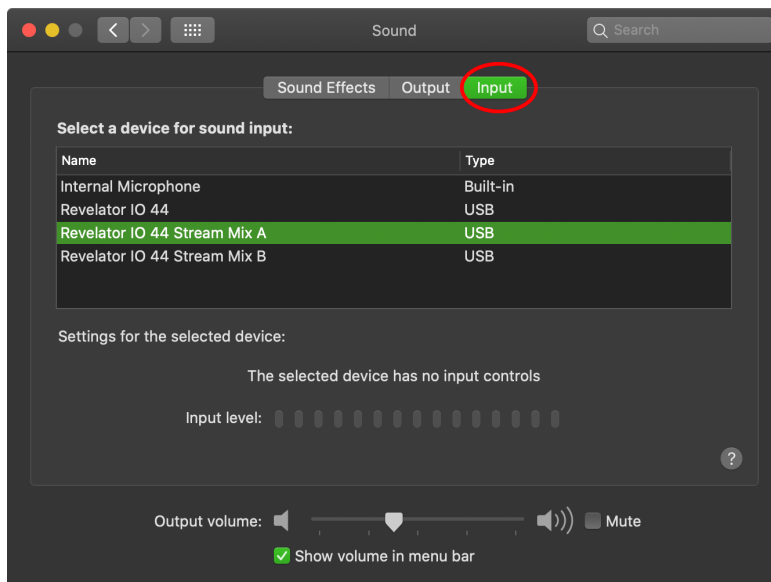 Sound
Search
Sound Effects Output Input
Select a device for sound input:
Name Type
Internal Microphone Built-in
Revelator IO 44 USB
Revelator IO 44 Stream Mix A USB
Revelator IO 44 Stream Mix B USB
Settings for the selected device:
The selected device has no input controls
Input level:
?
Output volume: Mute
Show volume in menu bar